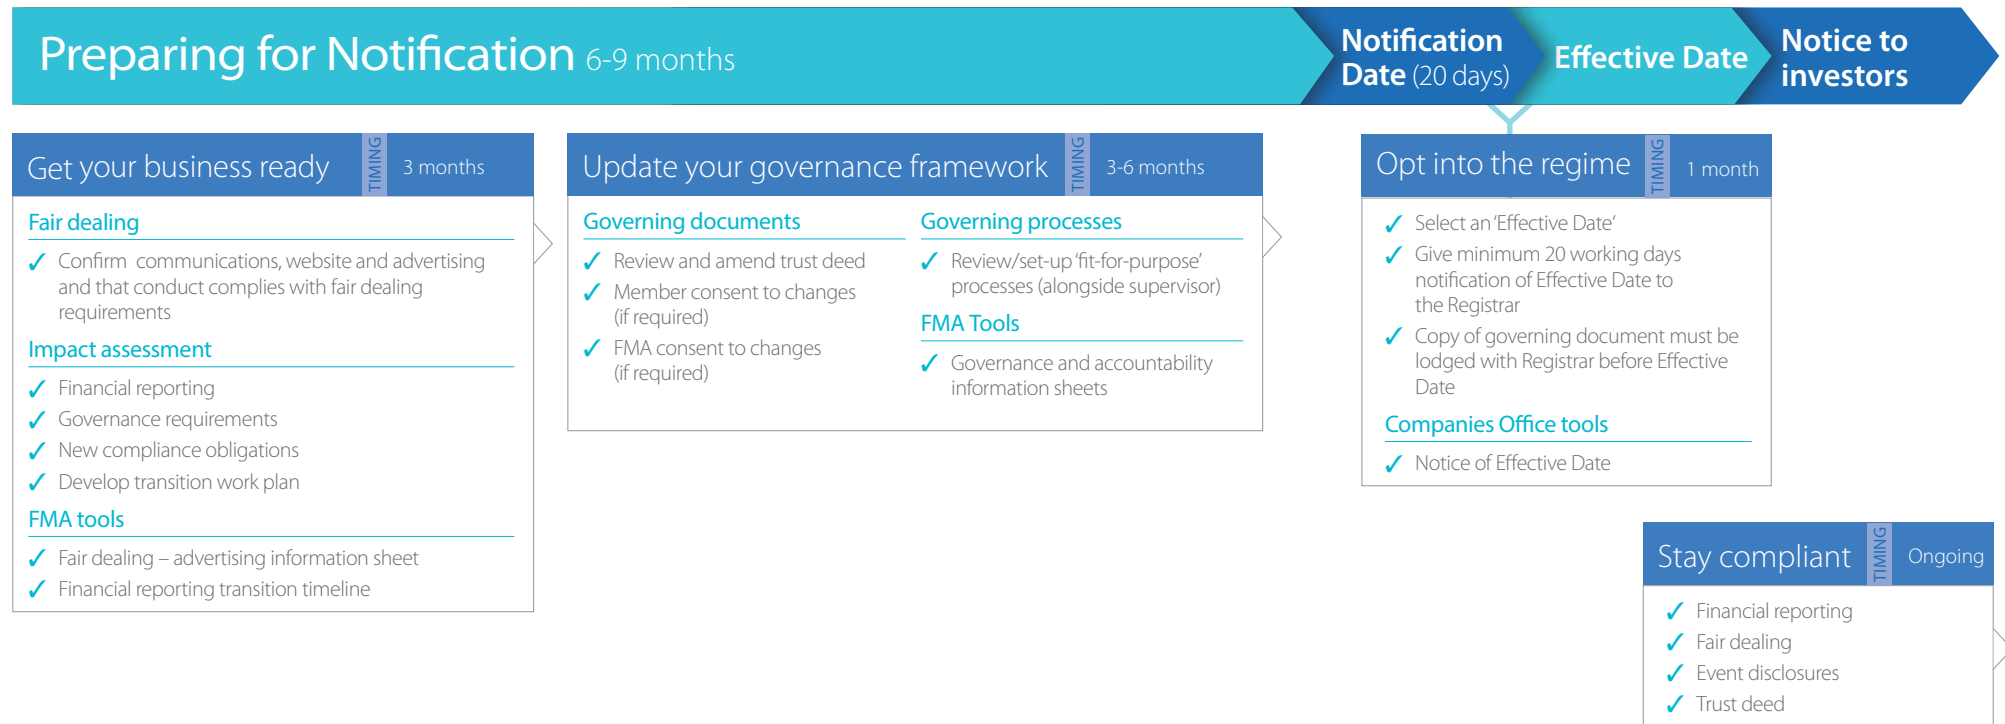 Preparing for Notification 6-9 months
Notification
Date (20 days)
Effective Date
Notice to
investors
Get your business ready
TIMING
3 months
Fair dealing
✓ Confirm communications, website and advertising
and that conduct complies with fair dealing
requirements
Impact assessment
✓ Financial reporting
✓ Governance requirements
✓ New compliance obligations
✓ Develop transition work plan
FMA tools
✓ Fair dealing – advertising information sheet
✓ Financial reporting transition timeline
Update your governance framework
TIMING
3-6 months
Governing documents
✓ Review and amend trust deed
✓ Member consent to changes
(if required)
✓ FMA consent to changes
(if required)
Governing processes
✓ Review/set-up ‘fit-for-purpose’
processes (alongside supervisor)
FMA Tools
✓ Governance and accountability
information sheets
Opt into the regime
TIMING
1 month
✓ Select an ‘Effective Date‘
✓ Give minimum 20 working days
notification of Effective Date to
the Registrar
✓ Copy of governing document must be
lodged with Registrar before Effective
Date
Companies Office tools
✓ Notice of Effective Date
Stay compliant
TIMING
Ongoing
✓ Financial reporting
✓ Fair dealing
✓ Event disclosures
✓ Trust deed